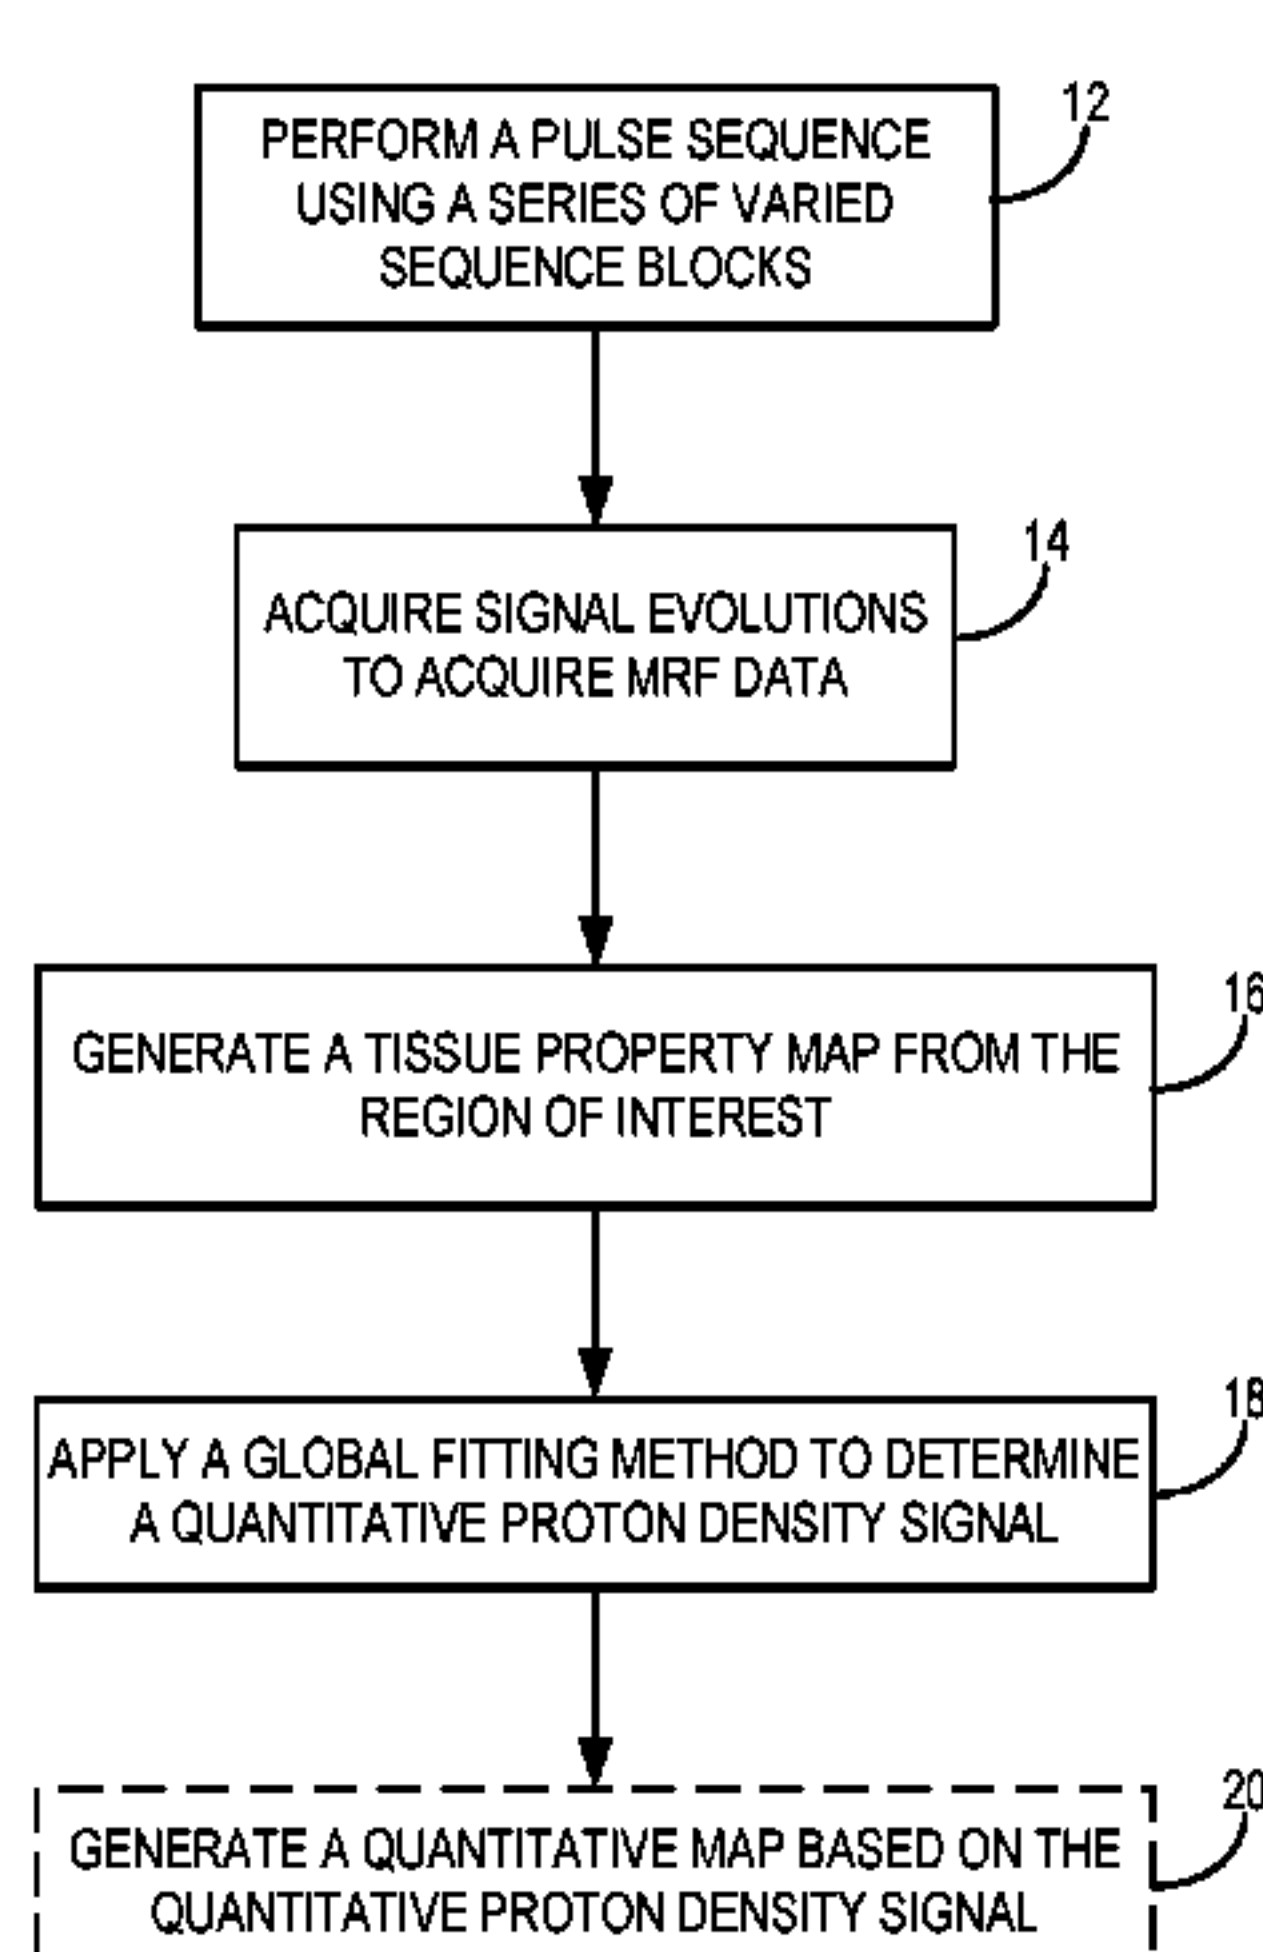 12
PERFORM A PULSE SEQUENCE
USING A SERIES OF VARIED
SEQUENCE BLOCKS
14
ACQUIRE SIGNAL EVOLUTIONS
TO ACQUIRE MRF DATA
16
GENERATE A TISSUE PROPERTY MAP FROM THE
REGION OF INTEREST
18
APPLY A GLOBAL FITTING METHOD TO DETERMINE
A QUANTITATIVE PROTON DENSITY SIGNAL
20
GENERATE A QUANTITATIVE MAP BASED ON THE
QUANTITATIVE PROTON DENSITY SIGNAL